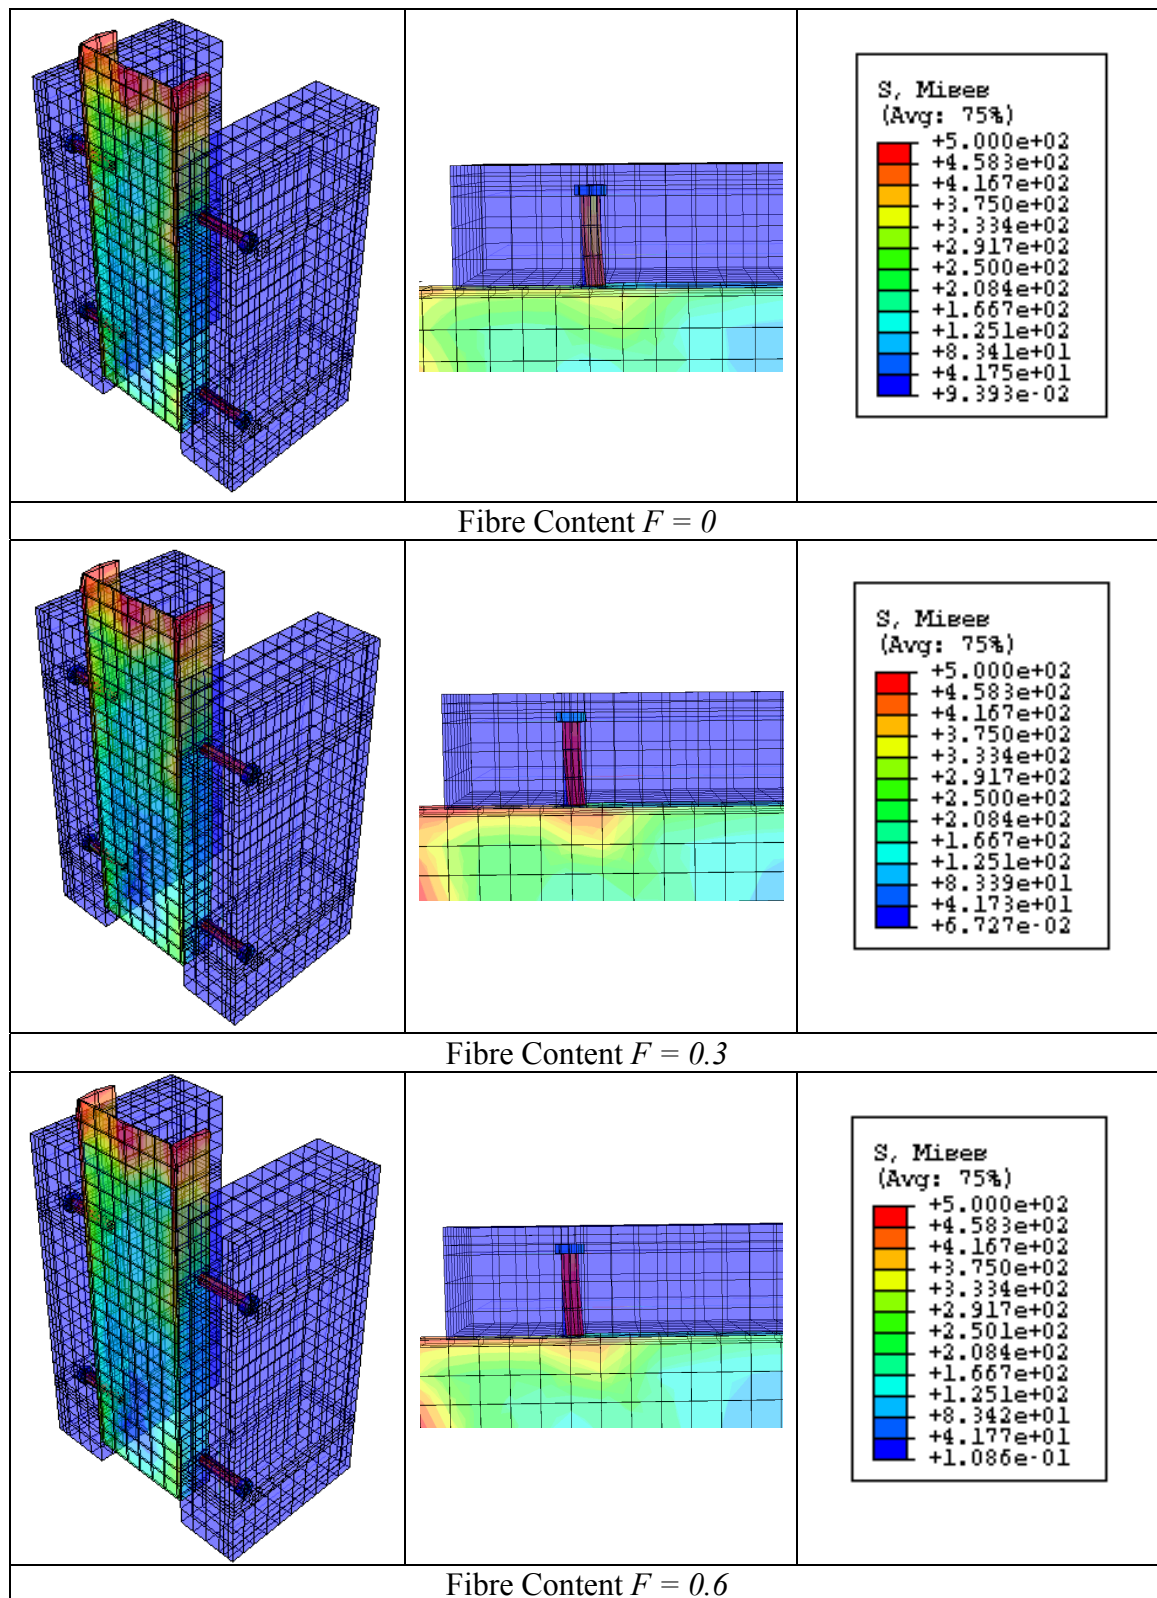 S, Mises
(Avg: 75%)
+5.000e+02
+4.583e+02
+4.167e+02
+3.750e+02
+3.334e+02
+2.917e+02
+2.500e+02
+2.084e+02
+1.667e+02
+1.251e+02
+8.341e+01
+4.175e+01
+9.393e-02
Fibre Content F = 0
S, Mises
(Avg: 75%)
+5.000e+02
+4.583e+02
+4.167e+02
+3.750e+02
+3.334e+02
+2.917e+02
+2.500e+02
+2.084e+02
+1.667e+02
+1.251e+02
+8.339e+01
+4.173e+01
+6.727e-02
Fibre Content F = 0.3
S, Mises
(Avg: 75%)
+5.000e+02
+4.583e+02
+4.167e+02
+3.750e+02
+3.334e+02
+2.917e+02
+2.501e+02
+2.084e+02
+1.667e+02
+1.251e+02
+8.342e+01
+4.177e+01
+1.086e-01
Fibre Content F = 0.6